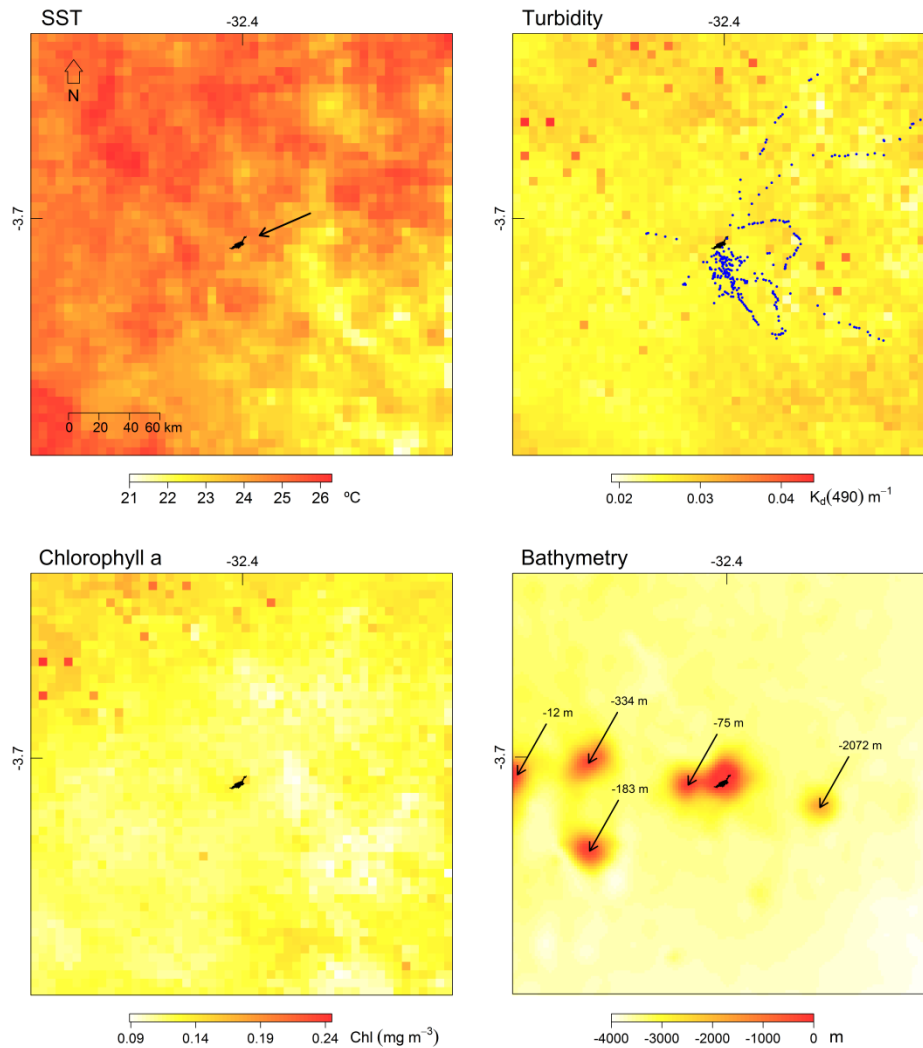 SST
-32.4
N
-3.7
0 20 40 60 km
21 22 23 24 25 26 ºC
Turbidity
-32.4
-3.7
0.02 0.03 0.04 Kd(490) m⁻¹
Chlorophyll a
-32.4
-3.7
0.09 0.14 0.19 0.24 Chl (mg m⁻³)
Bathymetry
-32.4
-3.7
-12 m
-334 m
-75 m
-2072 m
-183 m
-4000 -3000 -2000 -1000 0 m